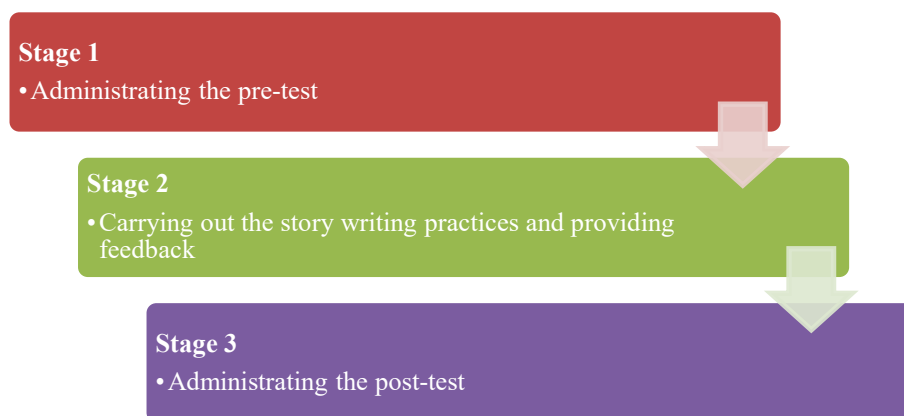 Stage 1
•Administrating the pre-test
Stage 2
•Carrying out the story writing practices and providing
feedback
Stage 3
•Administrating the post-test